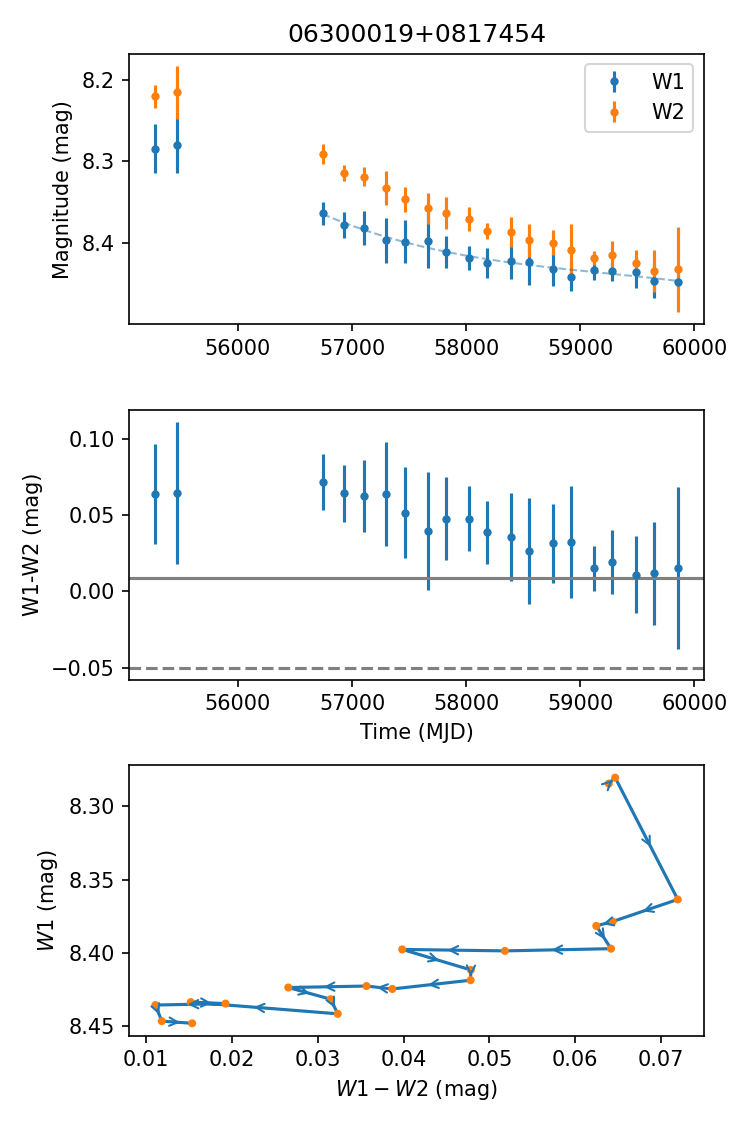 06300019+0817454
W1
W2
Magnitude (mag)
8.2
8.3
8.4
56000 57000 58000 59000 60000
W1-W2 (mag)
0.10
0.05
0.00
−0.05
56000 57000 58000 59000 60000
Time (MJD)
W1 (mag)
8.30
8.35
8.40
8.45
0.01 0.02 0.03 0.04 0.05 0.06 0.07
W1 − W2 (mag)